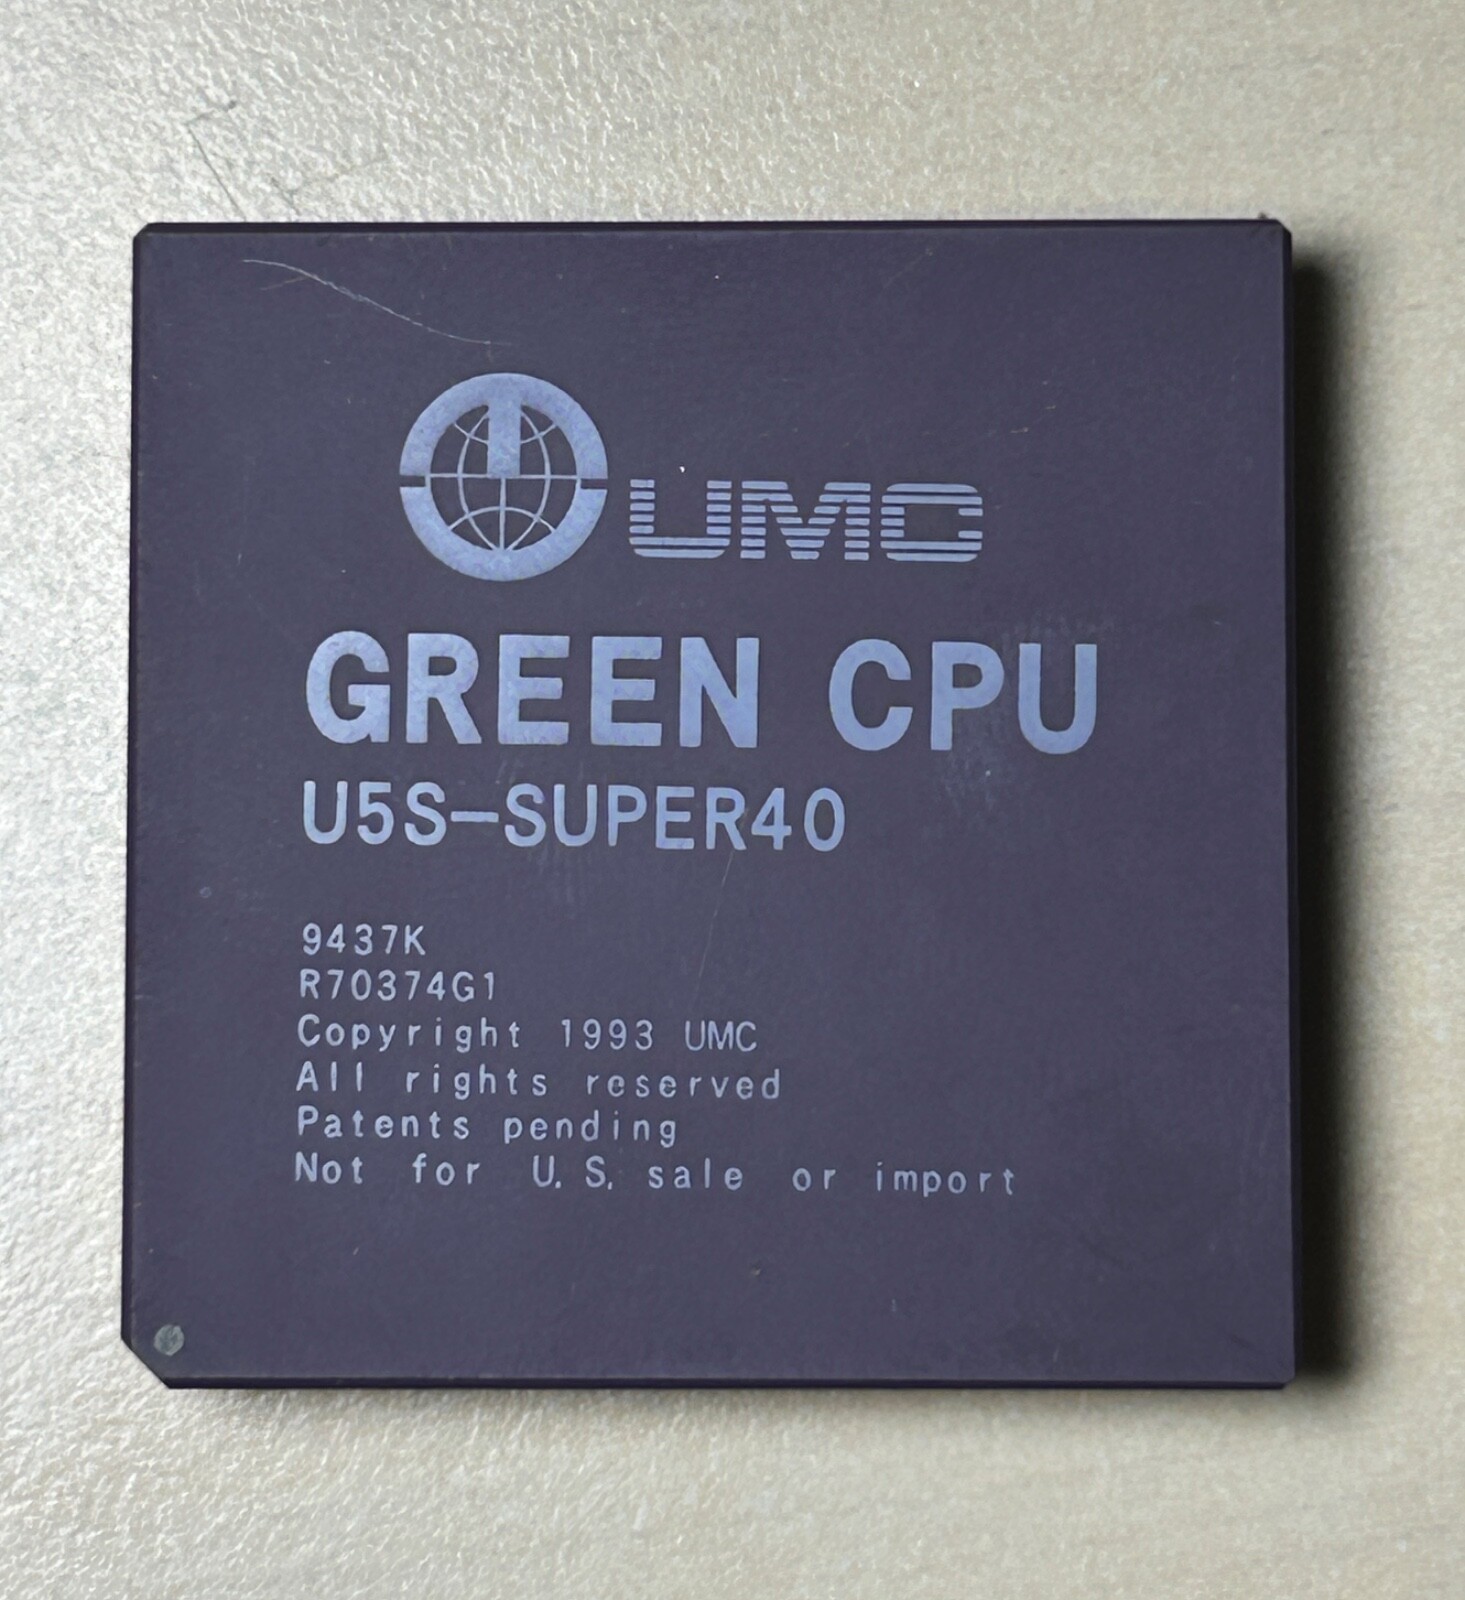 UMC
GREEN CPU
U5S-SUPER40
9437K
R70374G1
Copyright 1993 UMC
All rights reserved
Patents pending
Not for U.S. sale or import